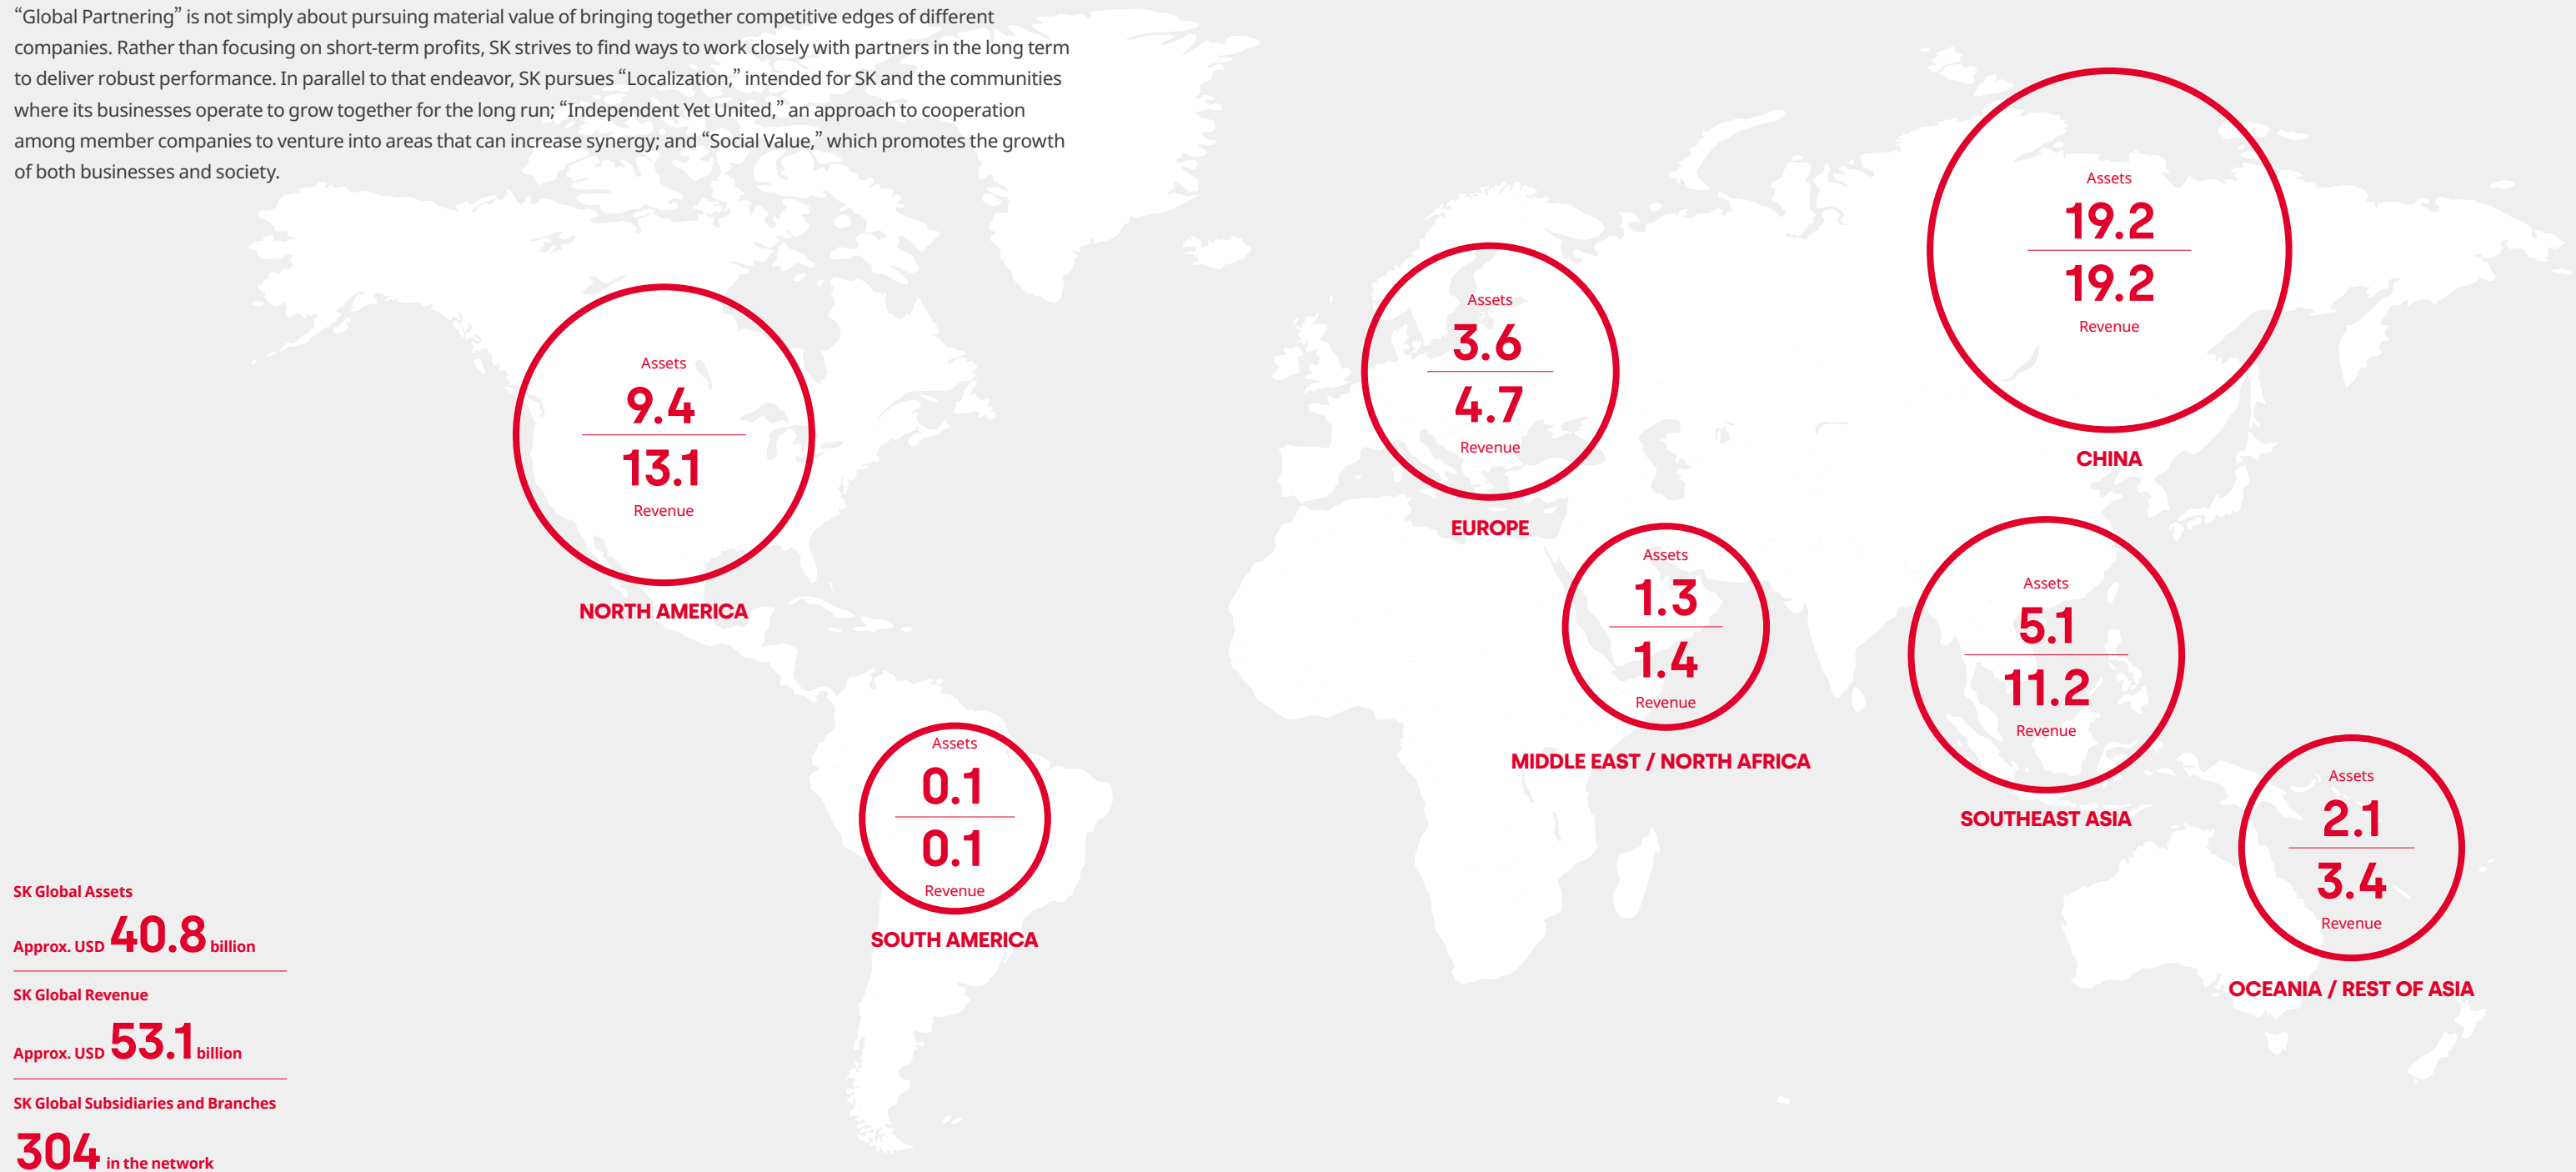 “Global Partnering” is not simply about pursuing material value of bringing together competitive edges of different
companies. Rather than focusing on short-term profits, SK strives to find ways to work closely with partners in the long term
to deliver robust performance. In parallel to that endeavor, SK pursues “Localization,” intended for SK and the communities
where its businesses operate to grow together for the long run; “Independent Yet United,” an approach to cooperation
among member companies to venture into areas that can increase synergy; and “Social Value,” which promotes the growth
of both businesses and society.
Assets
9.4
13.1
Revenue
NORTH AMERICA
Assets
0.1
0.1
Revenue
SOUTH AMERICA
Assets
3.6
4.7
Revenue
EUROPE
Assets
1.3
1.4
Revenue
MIDDLE EAST / NORTH AFRICA
Assets
19.2
19.2
Revenue
CHINA
Assets
5.1
11.2
Revenue
SOUTHEAST ASIA
Assets
2.1
3.4
Revenue
OCEANIA / REST OF ASIA
SK Global Assets
Approx. USD 40.8 billion
SK Global Revenue
Approx. USD 53.1 billion
SK Global Subsidiaries and Branches
304 in the network